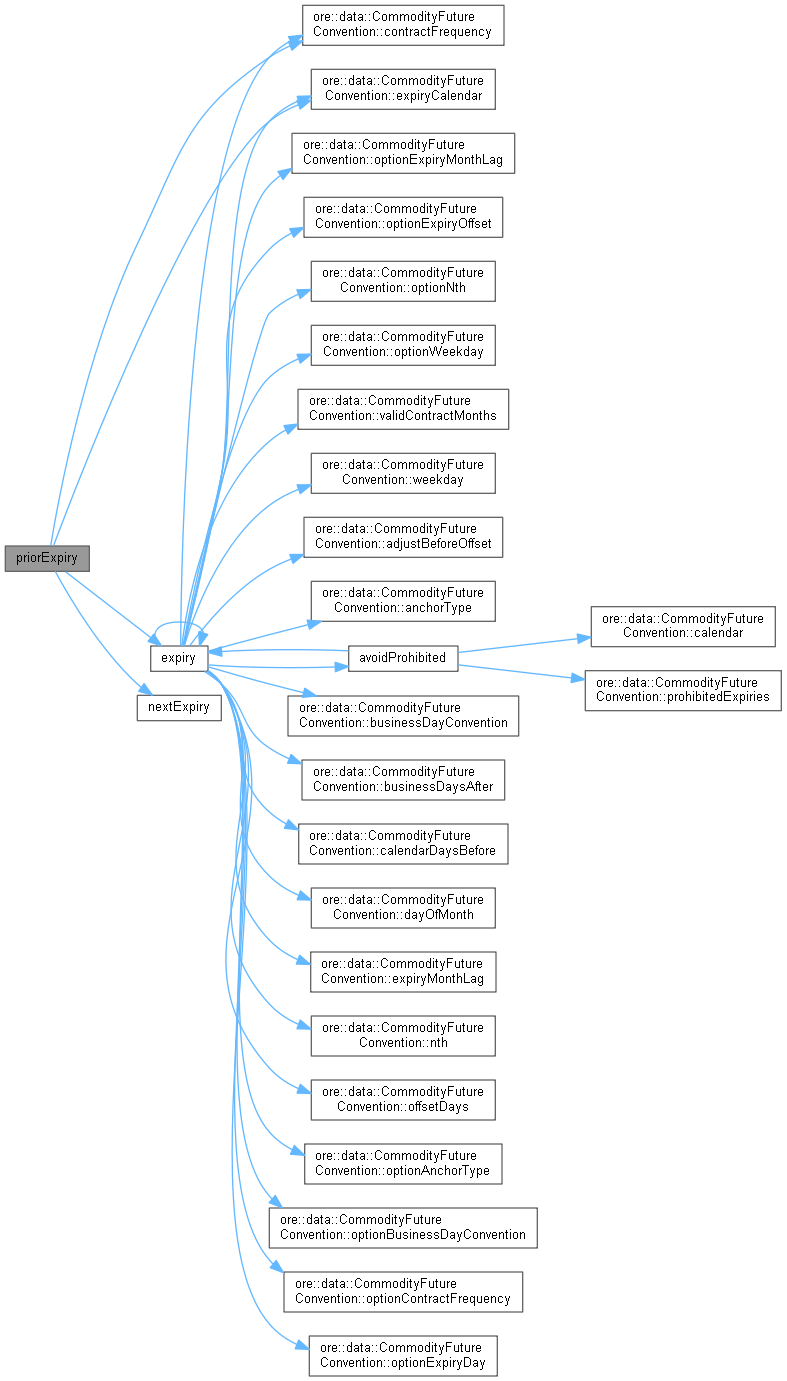 ore::data::CommodityFuture
Convention::contractFrequency
ore::data::CommodityFuture
Convention::expiryCalendar
ore::data::CommodityFuture
Convention::optionExpiryMonthLag
ore::data::CommodityFuture
Convention::optionExpiryOffset
ore::data::CommodityFuture
Convention::optionNth
ore::data::CommodityFuture
Convention::optionWeekday
ore::data::CommodityFuture
Convention::validContractMonths
ore::data::CommodityFuture
Convention::weekday
ore::data::CommodityFuture
Convention::adjustBeforeOffset
priorExpiry
ore::data::CommodityFuture
Convention::anchorType
ore::data::CommodityFuture
Convention::calendar
expiry
avoidProhibited
ore::data::CommodityFuture
Convention::prohibitedExpiries
nextExpiry
ore::data::CommodityFuture
Convention::businessDayConvention
ore::data::CommodityFuture
Convention::businessDaysAfter
ore::data::CommodityFuture
Convention::calendarDaysBefore
ore::data::CommodityFuture
Convention::dayOfMonth
ore::data::CommodityFuture
Convention::expiryMonthLag
ore::data::CommodityFuture
Convention::nth
ore::data::CommodityFuture
Convention::offsetDays
ore::data::CommodityFuture
Convention::optionAnchorType
ore::data::CommodityFuture
Convention::optionBusinessDayConvention
ore::data::CommodityFuture
Convention::optionContractFrequency
ore::data::CommodityFuture
Convention::optionExpiryDay